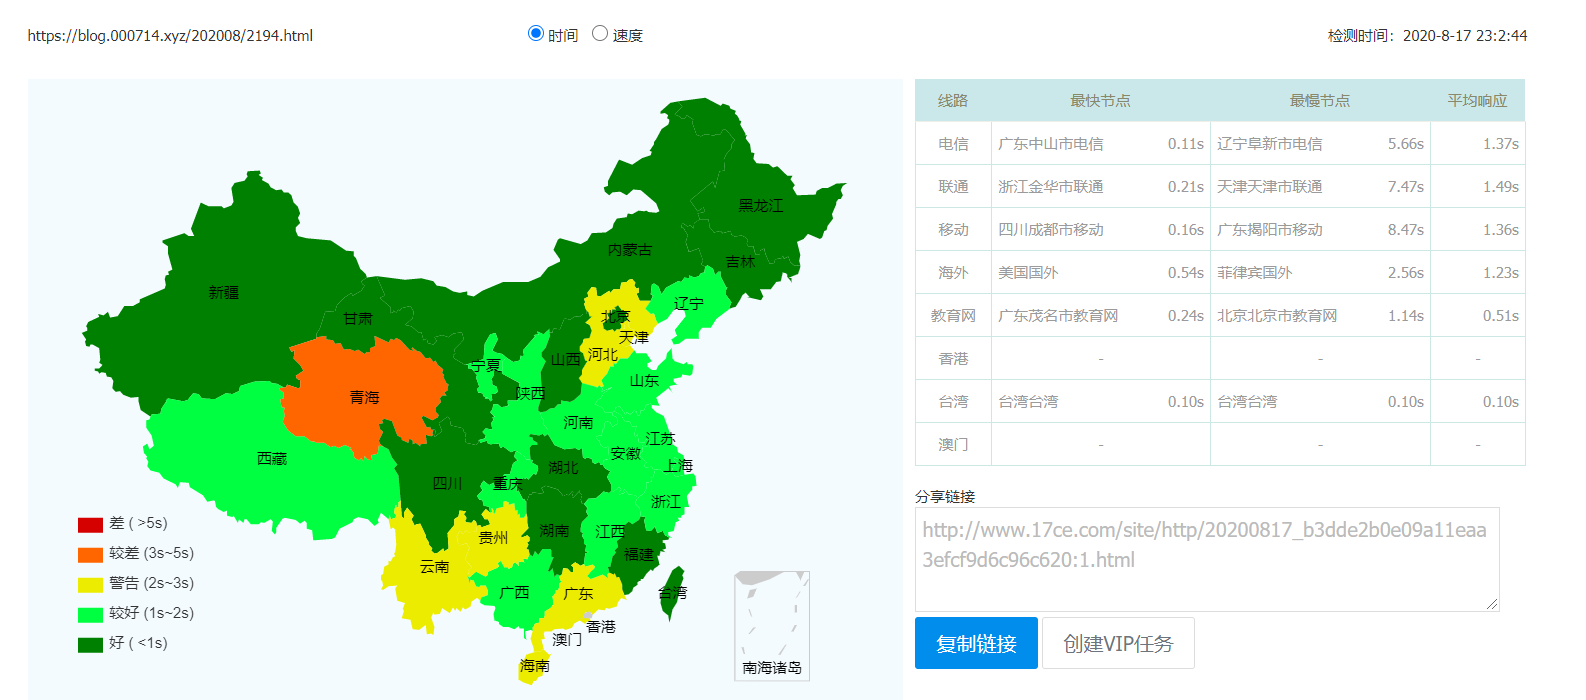 https://blog.000714.xyz/202008/2194.html
时间 速度
检测时间：2020-8-17 23:2:44
黑龙江
内蒙古
吉林
新疆
辽宁
甘肃
北京
天津
河北
山西
宁夏
山东
陕西
青海
河南
江苏
安徽
西藏
上海
湖北
四川
重庆
浙江
湖南
江西
贵州
福建
云南
广西
广东
台湾
香港
澳门
海南
南海诸岛
差 ( >5s)
较差 (3s~5s)
警告 (2s~3s)
较好 (1s~2s)
好 ( <1s)
线路 最快节点 最慢节点 平均响应
电信 广东中山市电信 0.11s 辽宁阜新市电信 5.66s 1.37s
联通 浙江金华市联通 0.21s 天津天津市联通 7.47s 1.49s
移动 四川成都市移动 0.16s 广东揭阳市移动 8.47s 1.36s
海外 美国国外 0.54s 菲律宾国外 2.56s 1.23s
教育网 广东茂名市教育网 0.24s 北京北京市教育网 1.14s 0.51s
香港 - - -
台湾 台湾台湾 0.10s 台湾台湾 0.10s 0.10s
澳门 - - -
分享链接
http://www.17ce.com/site/http/20200817_b3dde2b0e09a11eaa
3efcf9d6c96c620:1.html
复制链接 创建VIP任务